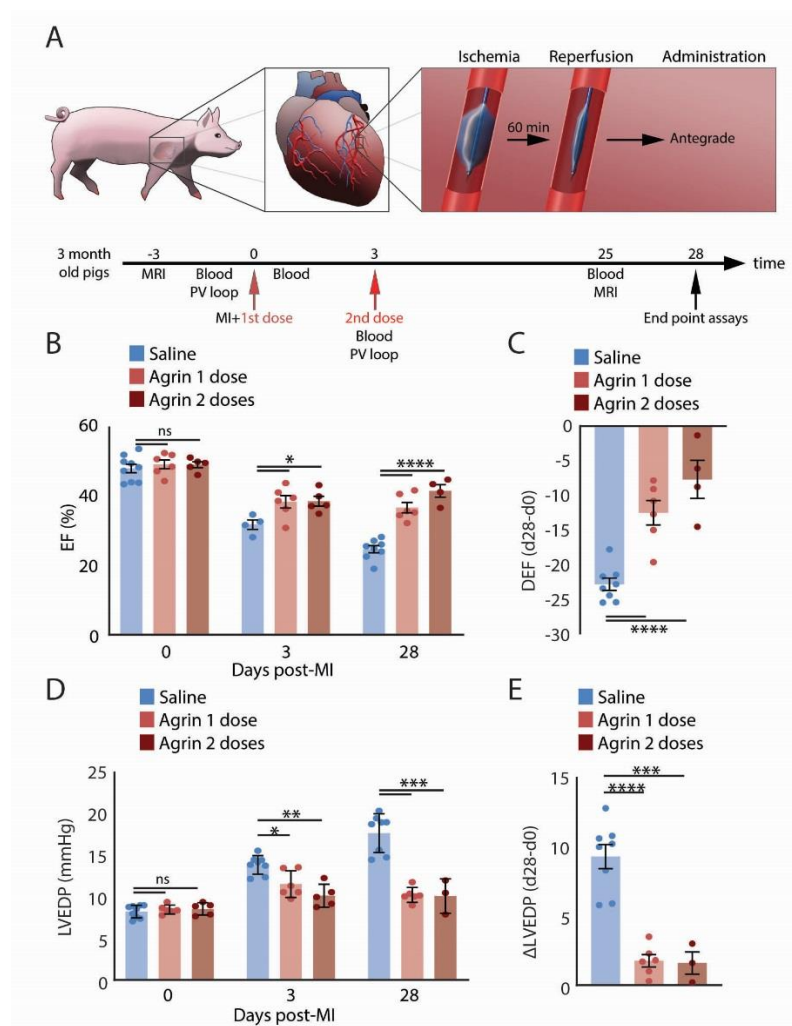 A
Ischemia Reperfusion Administration
60 min
Antegrade
3 month
old pigs
-3 0 3 25 28 time
MRI Blood Blood Blood
PV loop MRI
MI+1st dose 2nd dose End point assays
Blood
PV loop
B
Saline
Agrin 1 dose
Agrin 2 doses
EF (%)
60
40
20
0
ns
*
****
0 3 28
Days post-MI
C
Saline
Agrin 1 dose
Agrin 2 doses
DEF (d28-d0)
0
-5
-10
-15
-20
-25
-30
****
D
Saline
Agrin 1 dose
Agrin 2 doses
LVEDP (mmHg)
25
20
15
10
5
0
ns
**
*
***
0 3 28
Days post-MI
E
Saline
Agrin 1 dose
Agrin 2 doses
ΔLVEDP (d28-d0)
15
10
5
0
***
****